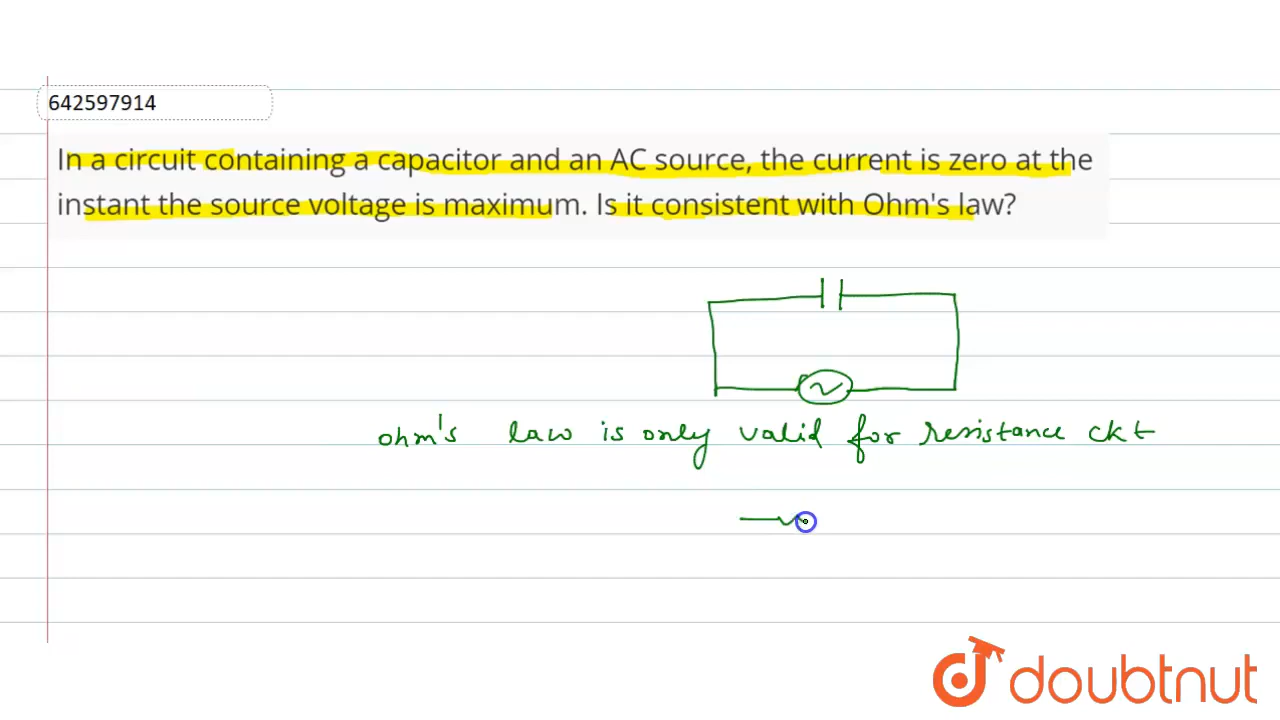 642597914
In a circuit containing a capacitor and an AC source, the current is zero at the
instant the source voltage is maximum. Is it consistent with Ohm's law?
ohm's law is only valid for resistance ckt
doubtnut